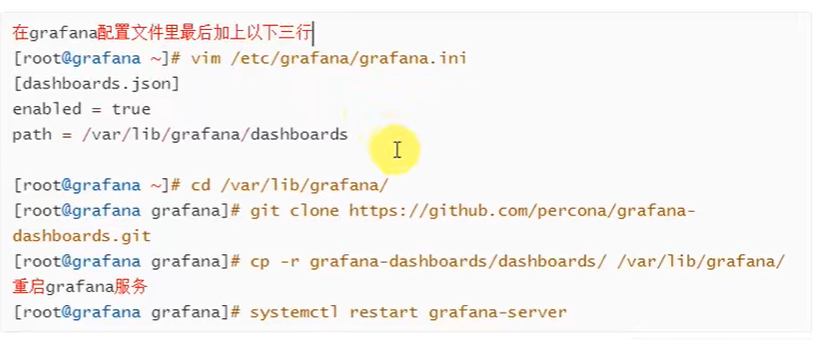 在grafana配置文件里最后加上以下三行
[root@grafana ~]# vim /etc/grafana/grafana.ini
[dashboards.json]
enabled = true
path = /var/lib/grafana/dashboards
[root@grafana ~]# cd /var/lib/grafana/
[root@grafana grafana]# git clone https://github.com/percona/grafana-
dashboards.git
[root@grafana grafana]# cp -r grafana-dashboards/dashboards/ /var/lib/grafana/
重启grafana服务
[root@grafana grafana]# systemctl restart grafana-server